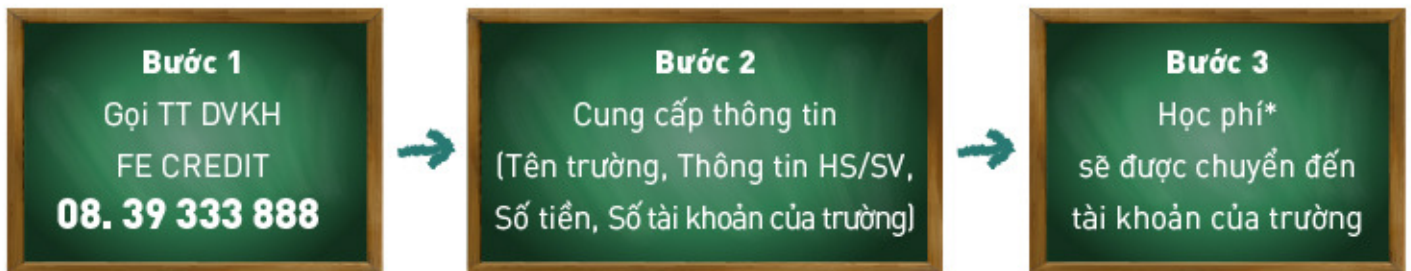 Bước 1
Gọi TT DVKH
FE CREDIT
08. 39 333 888
Bước 2
Cung cấp thông tin
(Tên trường, Thông tin HS/SV,
Số tiền, Số tài khoản của trường)
Bước 3
Học phí*
sẽ được chuyển đến
tài khoản của trường